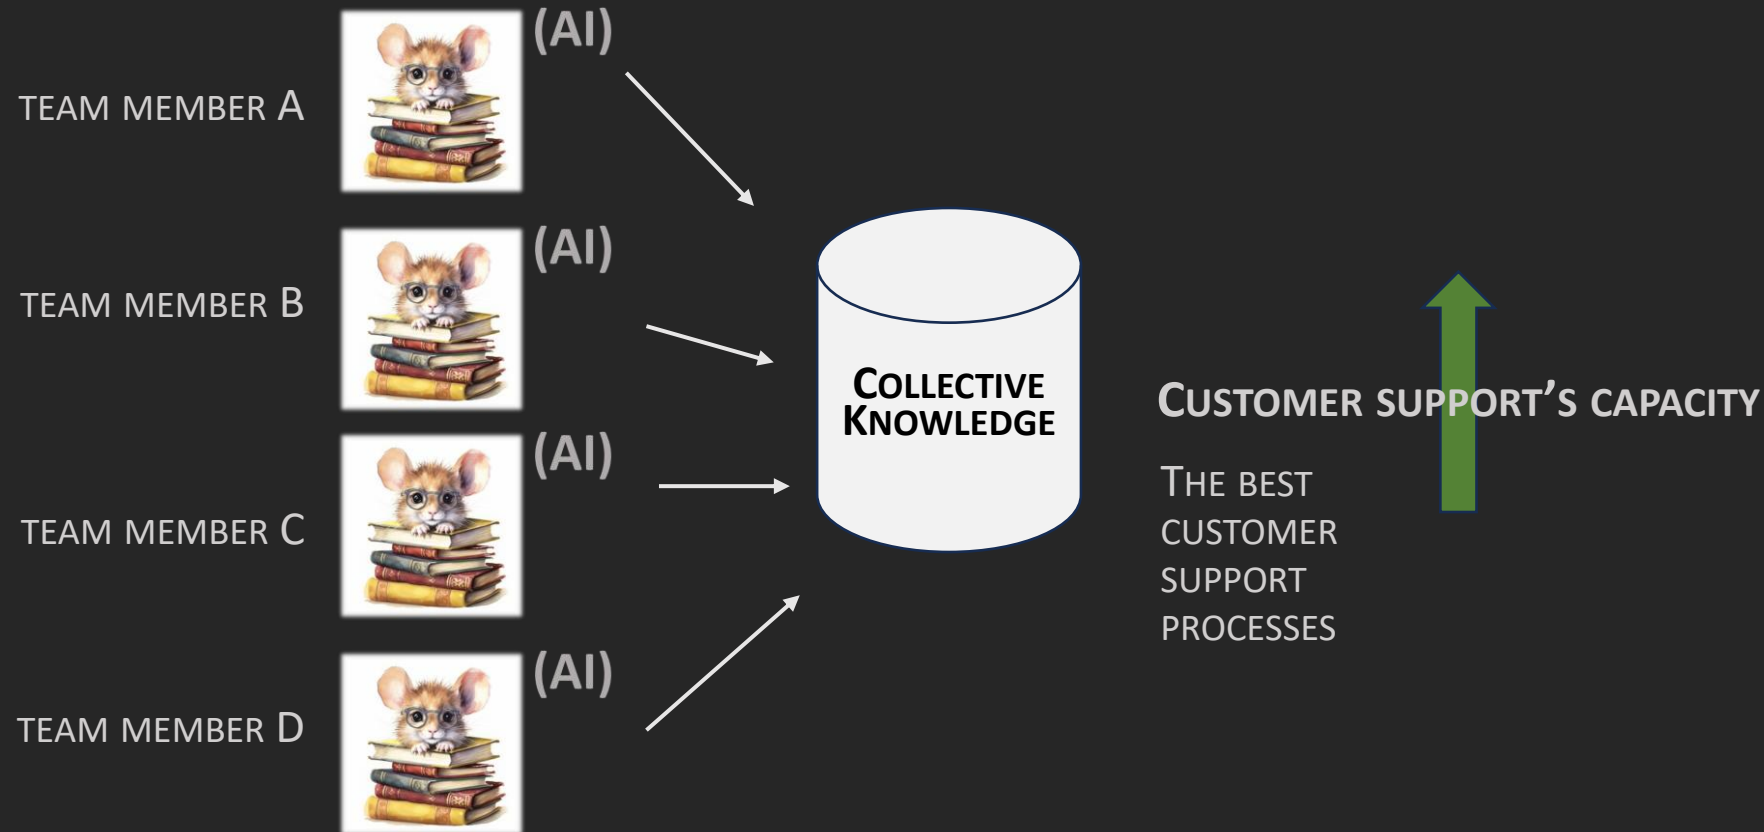 (AI)
TEAM MEMBER A
(AI)
TEAM MEMBER B
(AI)
TEAM MEMBER C
(AI)
TEAM MEMBER D
COLLECTIVE
KNOWLEDGE
CUSTOMER SUPPORT’S CAPACITY
THE BEST
CUSTOMER
SUPPORT
PROCESSES